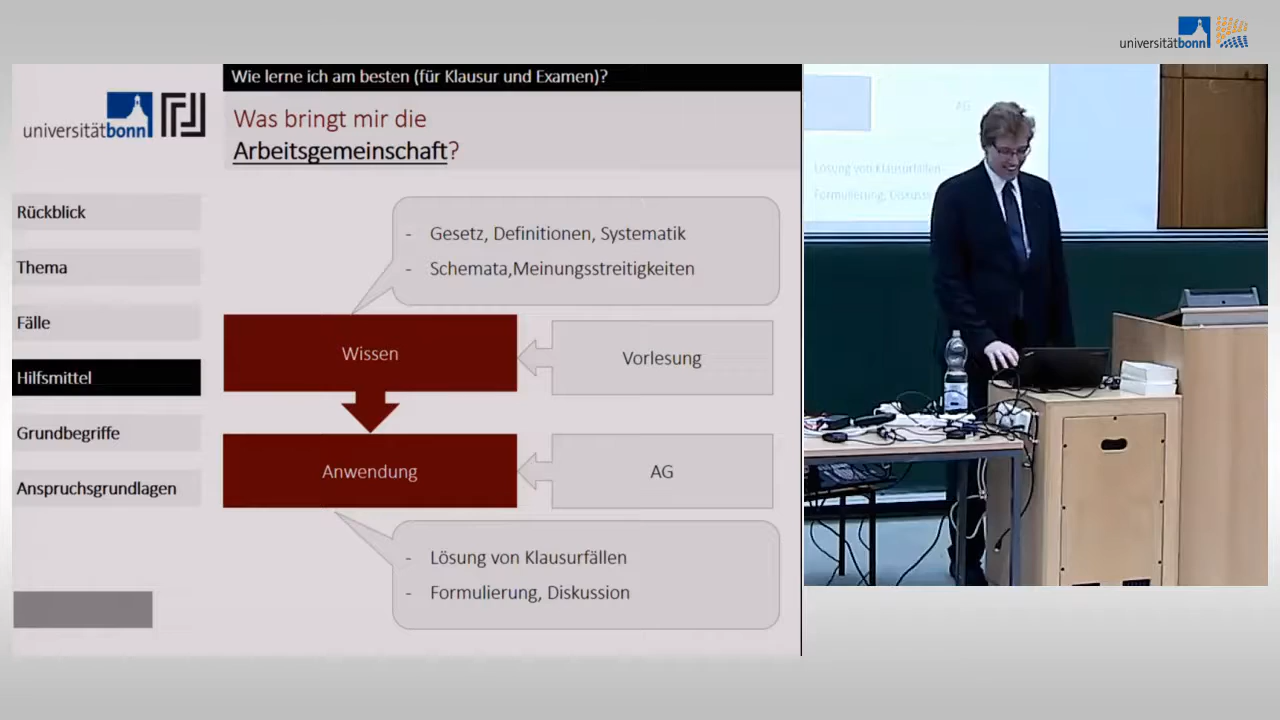 universitätbonn
Wie lerne ich am besten (für Klausur und Examen)?
universitätbonn
Was bringt mir die
Arbeitsgemeinschaft?
Rückblick
Thema
Fälle
Hilfsmittel
Grundbegriffe
Anspruchsgrundlagen
- Gesetz, Definitionen, Systematik
- Schemata,Meinungsstreitigkeiten
Wissen
Vorlesung
Anwendung
AG
- Lösung von Klausurfällen
- Formulierung, Diskussion
AG
Lösung von Klausurfällen
Formulierung,